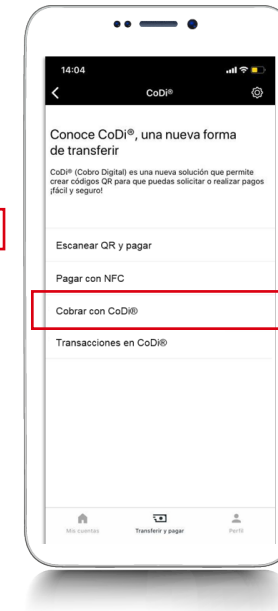 14:04
CoDi®
Conoce CoDi®, una nueva forma
de transferir
CoDi® (Cobro Digital) es una nueva solución que permite
crear códigos QR para que puedas solicitar o realizar pagos
¡fácil y seguro!
Escanear QR y pagar
Pagar con NFC
Cobrar con CoDi®
Transacciones en CoDi®
Mis cuentas
Transferir y pagar
Perfil